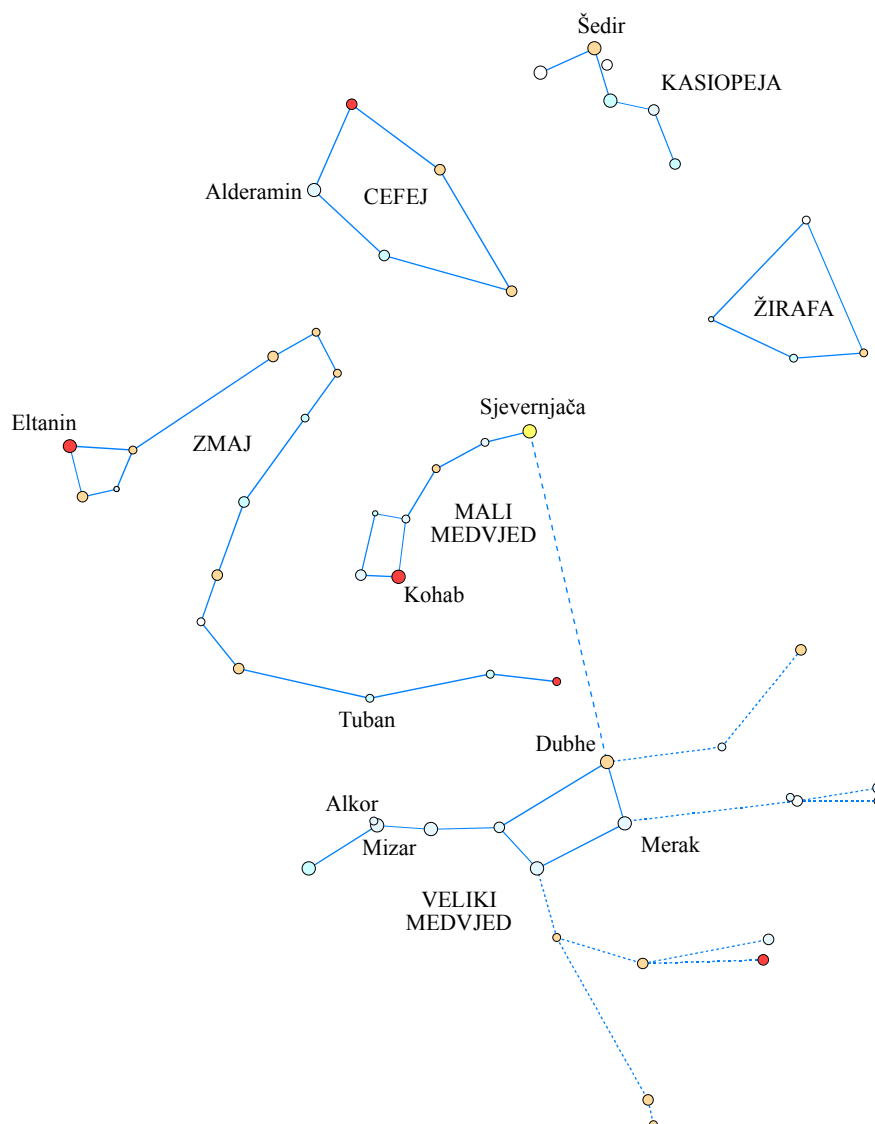 Šedir
KASIOPEJA
Alderamin
CEFEJ
ŽIRAFA
Sjevernjača
Eltanin
ZMAJ
MALI
MEDVJED
Kohab
Tuban
Dubhe
Alkor
Mizar
Merak
VELIKI
MEDVJED